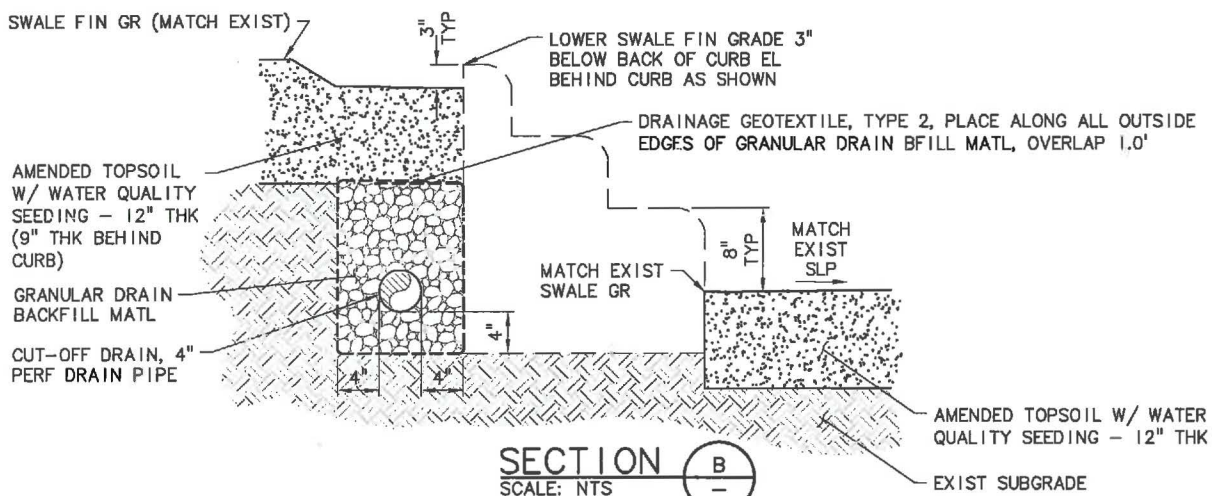 SWALE FIN GR (MATCH EXIST)
3"
TYP
LOWER SWALE FIN GRADE 3"
BELOW BACK OF CURB EL
BEHIND CURB AS SHOWN
DRAINAGE GEOTEXTILE, TYPE 2, PLACE ALONG ALL OUTSIDE
EDGES OF GRANULAR DRAIN BFILL MATL, OVERLAP 1.0'
AMENDED TOPSOIL
W/ WATER QUALITY
SEEDING - 12" THK
(9" THK BEHIND
CURB)
GRANULAR DRAIN
BACKFILL MATL
CUT-OFF DRAIN, 4"
PERF DRAIN PIPE
4"
4"
4"
MATCH EXIST
SWALE GR
8"
TYP
MATCH
EXIST
SLP
AMENDED TOPSOIL W/ WATER
QUALITY SEEDING - 12" THK
EXIST SUBGRADE
SECTION
SCALE: NTS
B
-